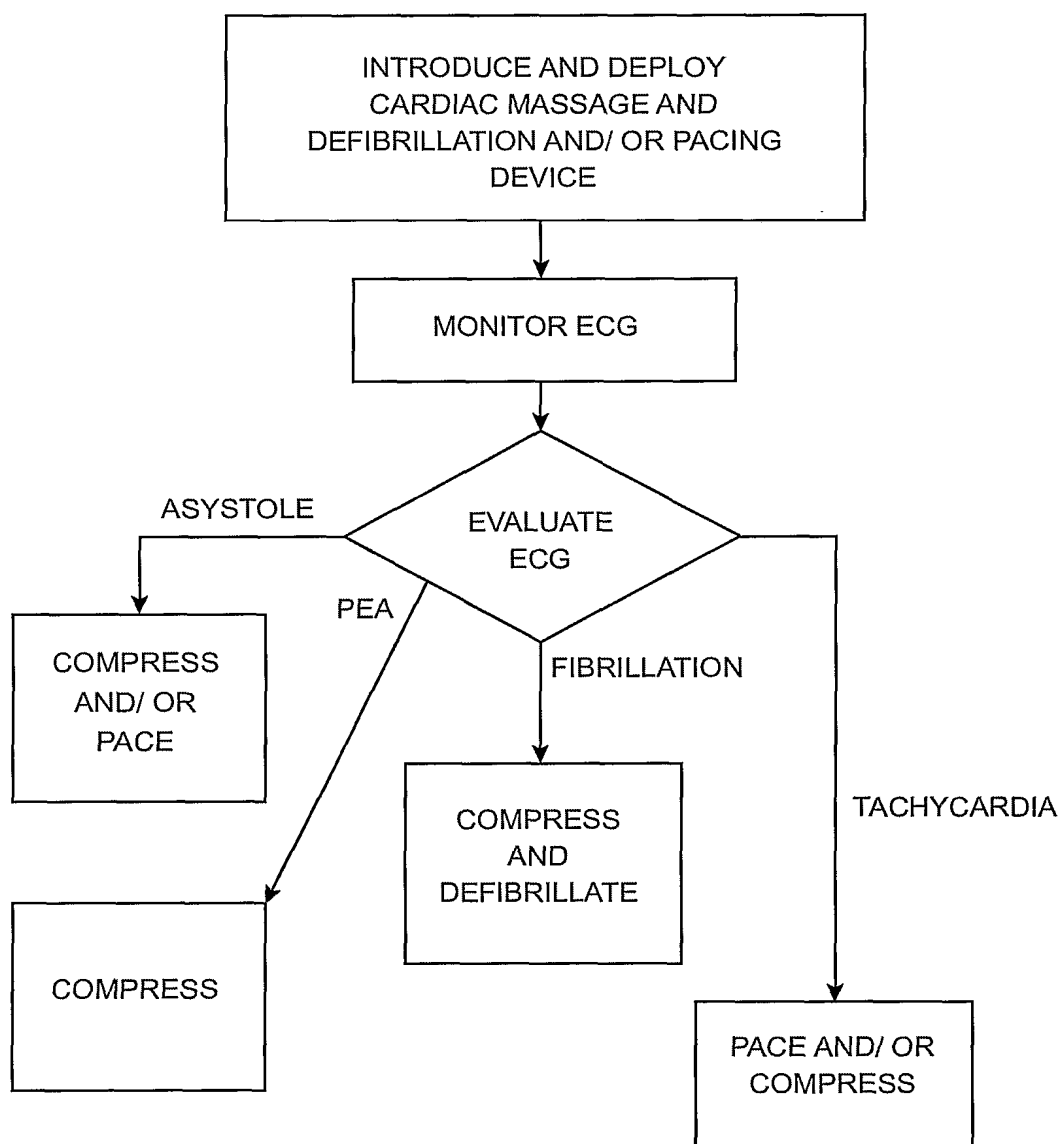 INTRODUCE AND DEPLOY
CARDIAC MASSAGE AND
DEFIBRILLATION AND/ OR PACING
DEVICE
MONITOR ECG
EVALUATE
ECG
ASYSTOLE
COMPRESS
AND/ OR
PACE
PEA
COMPRESS
FIBRILLATION
COMPRESS
AND
DEFIBRILLATE
TACHYCARDIA
PACE AND/ OR
COMPRESS